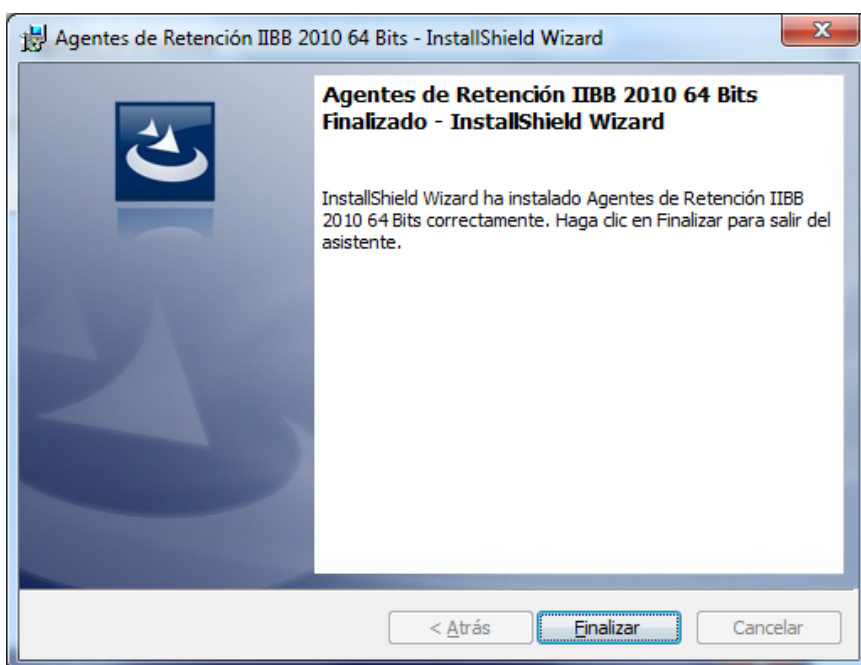 Agentes de Retención IIBB 2010 64 Bits - InstallShield Wizard
Agentes de Retención IIBB 2010 64 Bits
Finalizado - InstallShield Wizard
InstallShield Wizard ha instalado Agentes de Retención IIBB
2010 64 Bits correctamente. Haga clic en Finalizar para salir del
asistente.
< Atrás
Finalizar
Cancelar